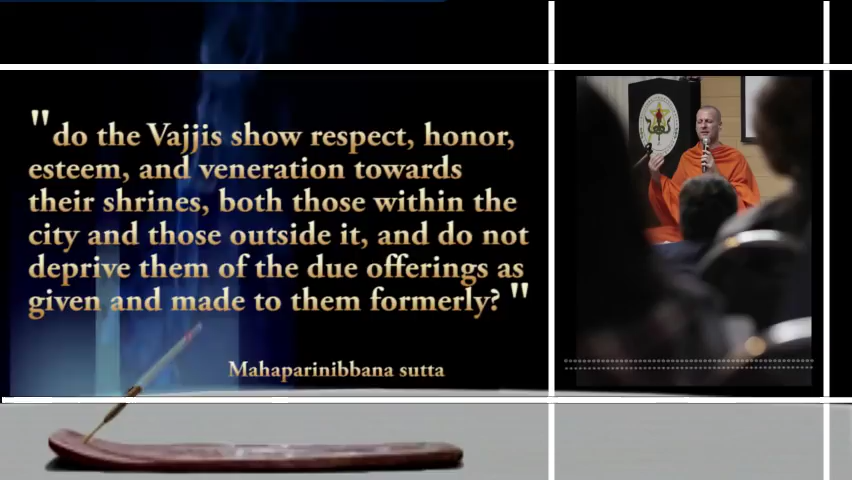 "do the Vajjis show respect, honor,
esteem, and veneration towards
their shrines, both those within the
city and those outside it, and do not
deprive them of the due offerings as
given and made to them formerly?"
Mahaparinibbana sutta